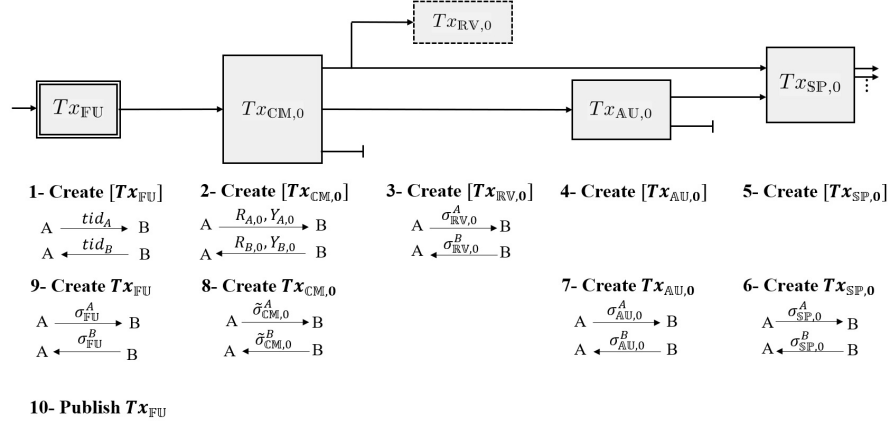 Tx_ℝ𝕍,0
Tx_𝔽𝕌
Tx_ℂ𝕄,0
Tx_𝔸𝕌,0
Tx_𝕊ℙ,0
1- Create [Tx_𝔽𝕌] 2- Create [Tx_ℂ𝕄,0] 3- Create [Tx_ℝ𝕍,0] 4- Create [Tx_𝔸𝕌,0] 5- Create [Tx_𝕊ℙ,0]
A tid_A B A R_A,0, Y_A,0 B A σ^A_ℝ𝕍,0 B
A tid_B B A R_B,0, Y_B,0 B A σ^B_ℝ𝕍,0 B
9- Create Tx_𝔽𝕌 8- Create Tx_ℂ𝕄,0 7- Create Tx_𝔸𝕌,0 6- Create Tx_𝕊ℙ,0
A σ^A_𝔽𝕌 B A σ̃^A_ℂ𝕄,0 B A σ^A_𝔸𝕌,0 B A σ^A_𝕊ℙ,0 B
A σ^B_𝔽𝕌 B A σ̃^B_ℂ𝕄,0 B A σ^B_𝔸𝕌,0 B A σ^B_𝕊ℙ,0 B
10- Publish Tx_𝔽𝕌